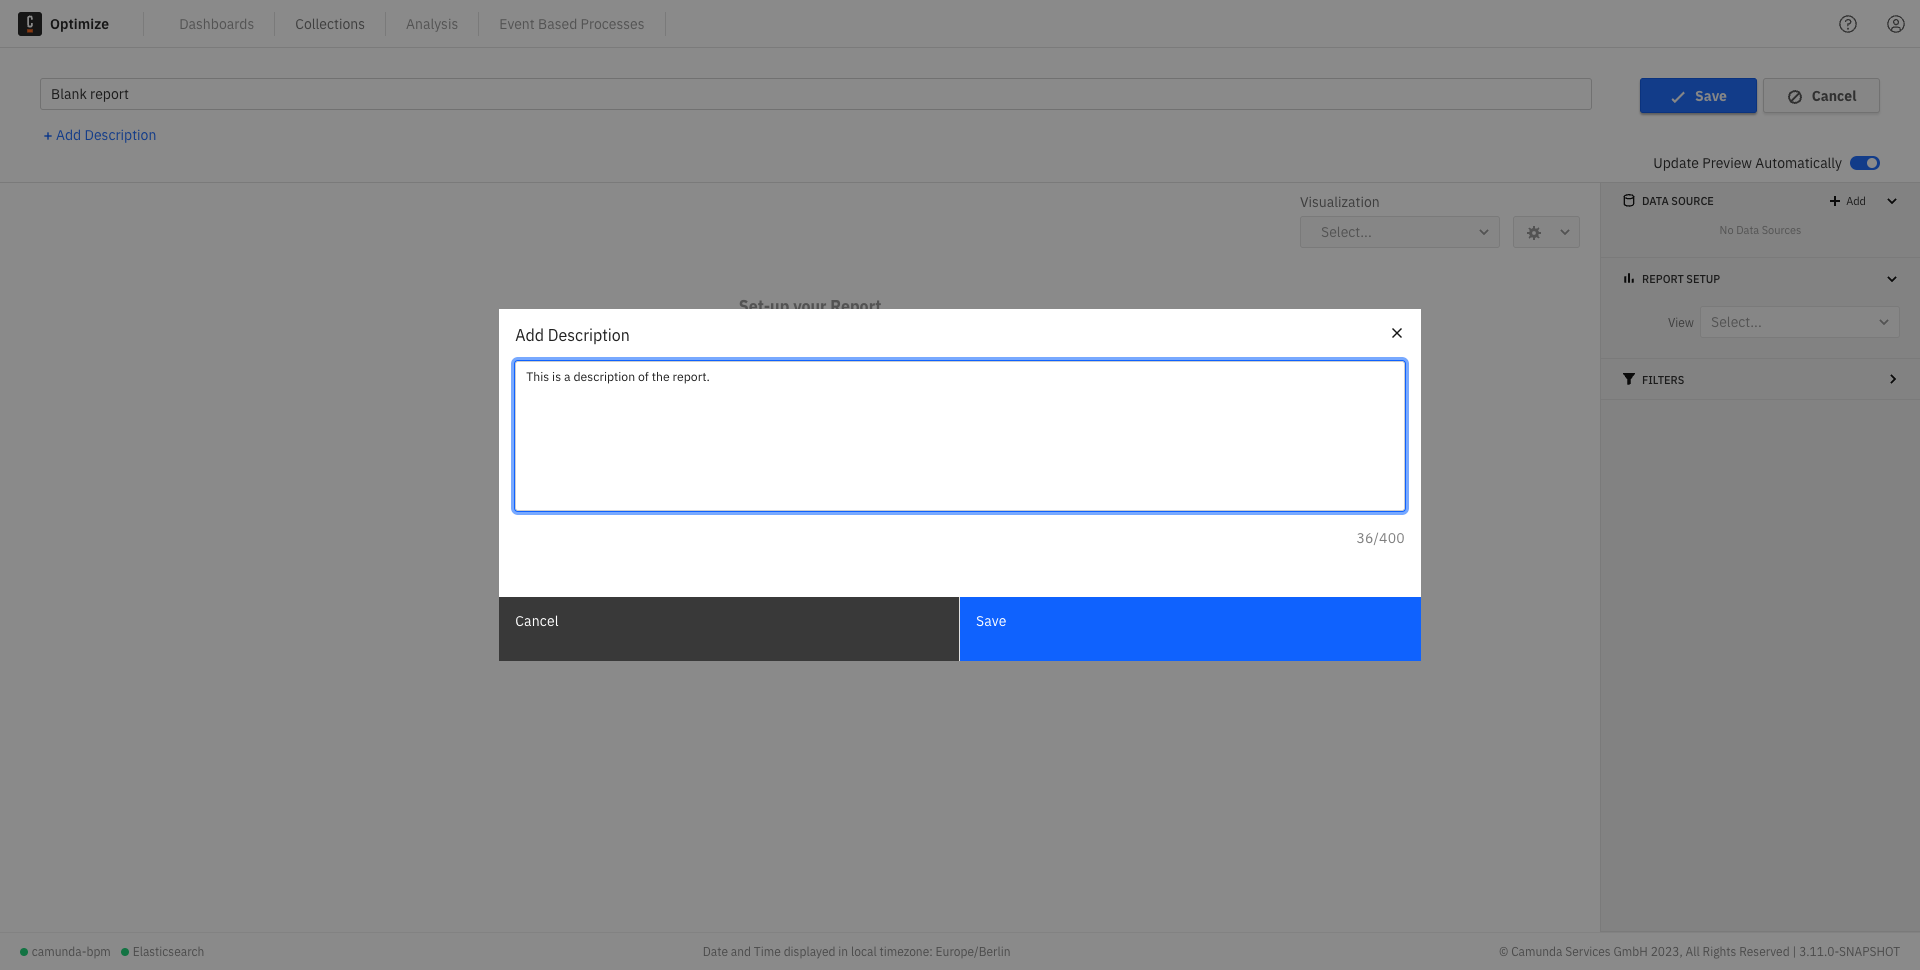 Optimize
Dashboards
Collections
Analysis
Event Based Processes
Blank report
Save
Cancel
+ Add Description
Update Preview Automatically
Visualization
Select...
DATA SOURCE
Add
No Data Sources
REPORT SETUP
View
Select...
FILTERS
Set-up your Report
Add Description
This is a description of the report.
36/400
Cancel
Save
camunda-bpm
Elasticsearch
Date and Time displayed in local timezone: Europe/Berlin
© Camunda Services GmbH 2023, All Rights Reserved | 3.11.0-SNAPSHOT